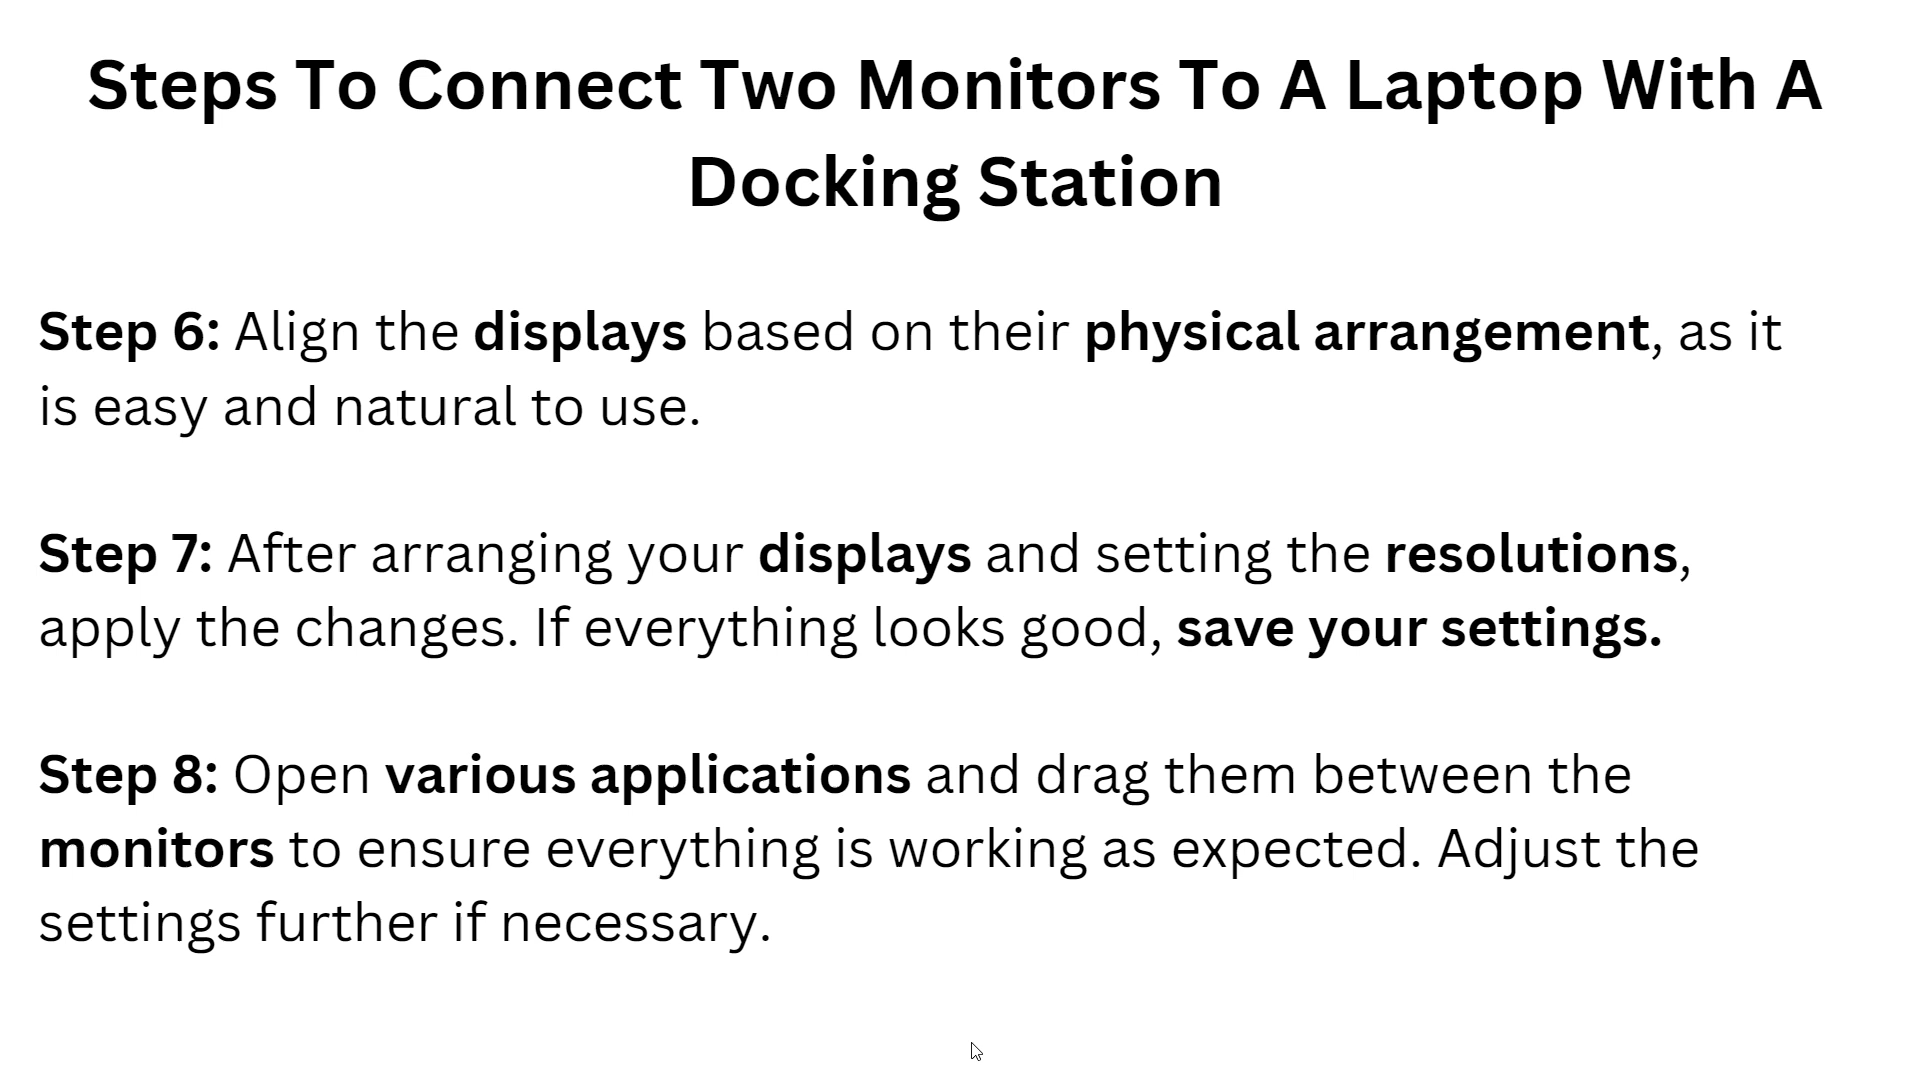 Steps To Connect Two Monitors To A Laptop With A
Docking Station
Step 6: Align the displays based on their physical arrangement, as it
is easy and natural to use.
Step 7: After arranging your displays and setting the resolutions,
apply the changes. If everything looks good, save your settings.
Step 8: Open various applications and drag them between the
monitors to ensure everything is working as expected. Adjust the
settings further if necessary.